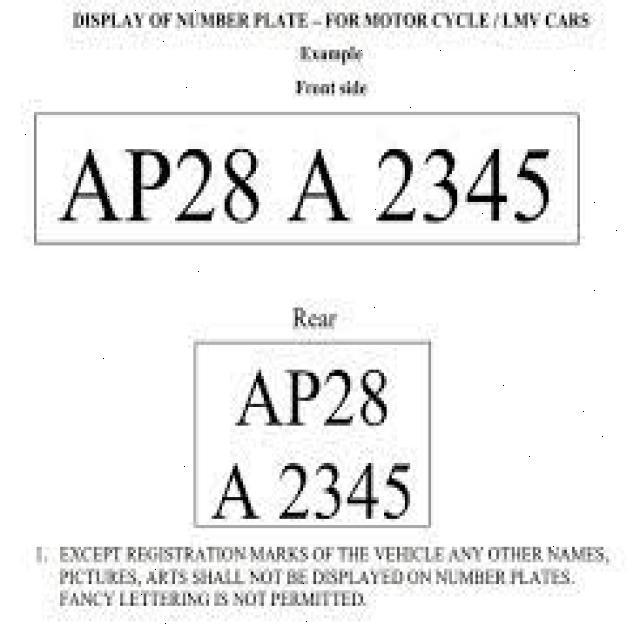 DISPLAY OF NUMBER PLATE – FOR MOTOR CYCLE / LMV CARS
Example
Front side
AP28 A 2345
Rear
AP28
A 2345
1. EXCEPT REGISTRATION MARKS OF THE VEHICLE ANY OTHER NAMES,
PICTURES, ARTS SHALL NOT BE DISPLAYED ON NUMBER PLATES.
FANCY LETTERING IS NOT PERMITTED.